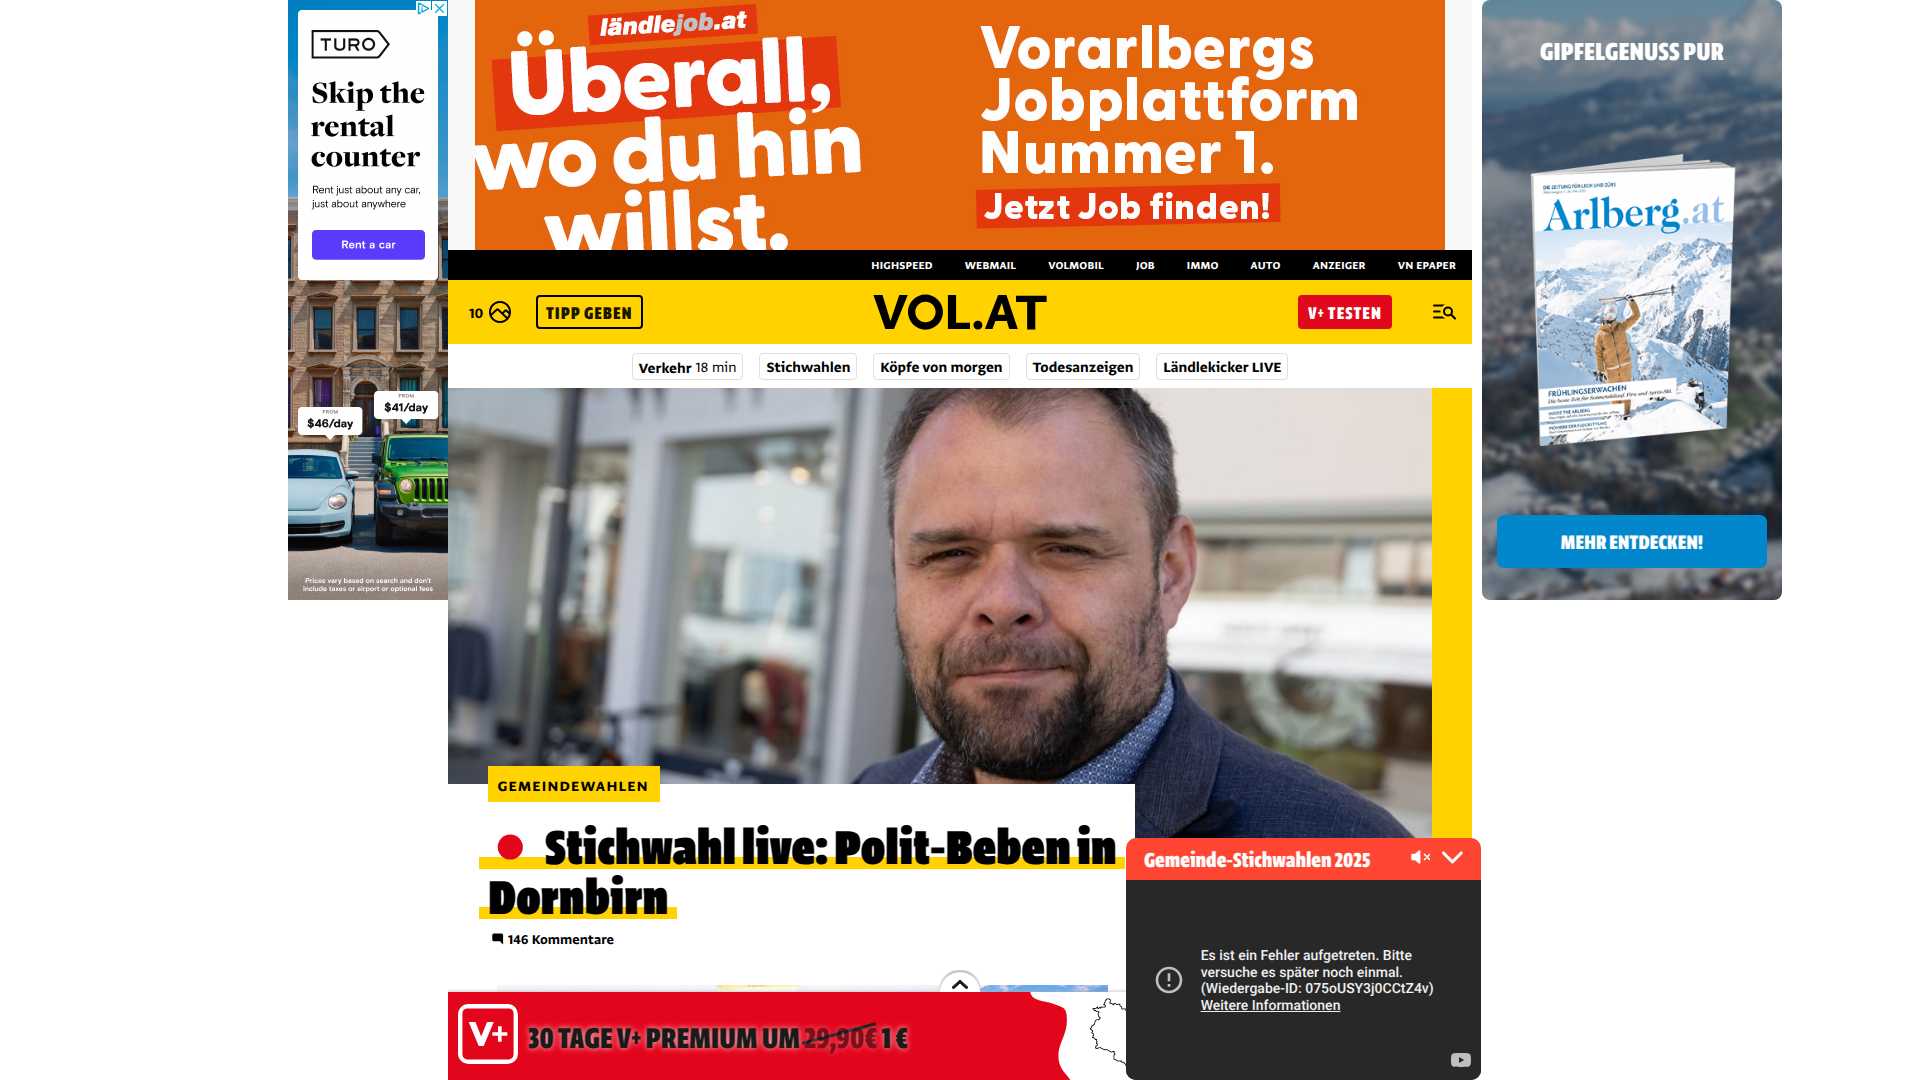 TURO
Skip the
rental
counter
Rent just about any car,
just about anywhere
Rent a car
FROM
$46/day
FROM
$41/day
Prices vary based on search and don't
include taxes or airport or optional fees
ländlejob.at
Überall,
wo du hin
willst.
Vorarlbergs
Jobplattform
Nummer 1.
Jetzt Job finden!
HIGHSPEED WEBMAIL VOLMOBIL JOB IMMO AUTO ANZEIGER VN EPAPER
10
TIPP GEBEN
VOL.AT
V+ TESTEN
Verkehr 18 min
Stichwahlen
Köpfe von morgen
Todesanzeigen
Ländlekicker LIVE
GEMEINDEWAHLEN
Stichwahl live: Polit-Beben in
Dornbirn
146 Kommentare
V+
30 TAGE V+ PREMIUM UM 29,90€ 1 €
Gemeinde-Stichwahlen 2025
Es ist ein Fehler aufgetreten. Bitte
versuche es später noch einmal.
(Wiedergabe-ID: 075oUSY3j0CCtZ4v)
Weitere Informationen
GIPFELGENUSS PUR
DIE ZEITUNG FÜR LECH UND ZÜRS
Arlberg.at
FRÜHLINGSERWACHEN
MEHR ENTDECKEN!